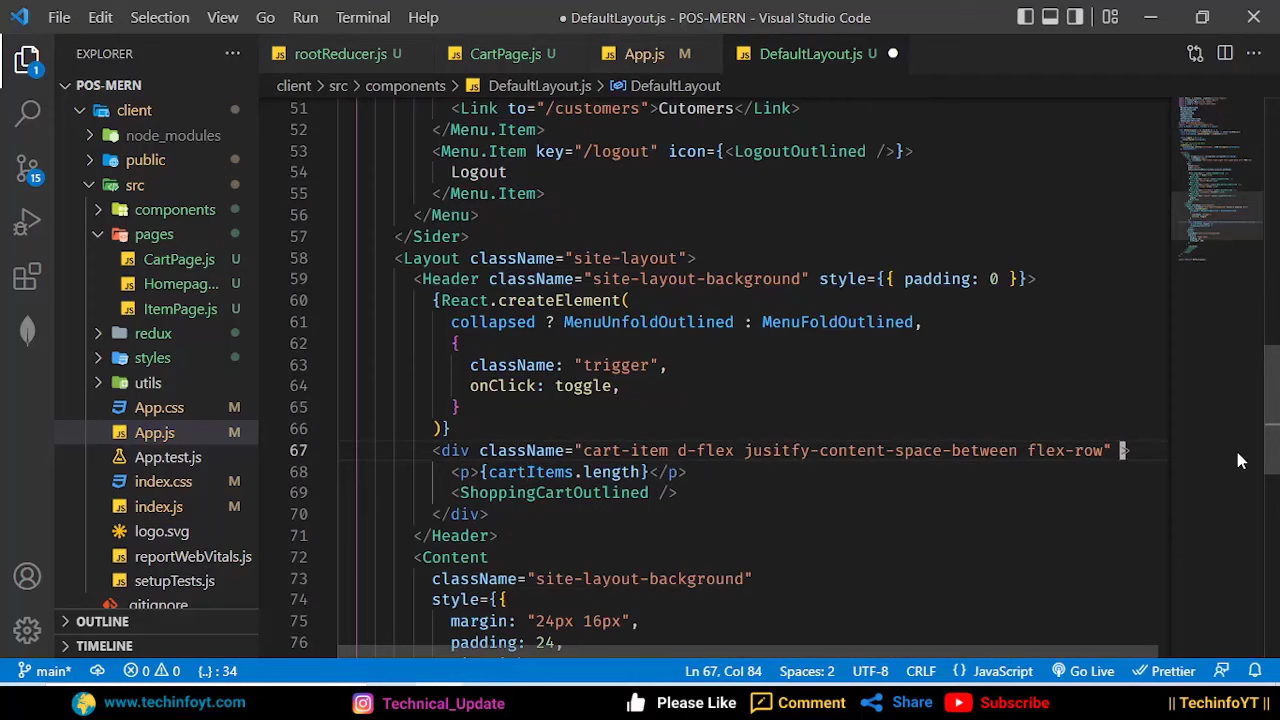 File Edit Selection View Go Run Terminal Help
● DefaultLayout.js - POS-MERN - Visual Studio Code
EXPLORER
rootReducer.js U
CartPage.js U
App.js M
DefaultLayout.js U ●
POS-MERN
client > src > components > JS DefaultLayout.js > DefaultLayout
client
node_modules
public
src
components
pages
CartPage.js U
Homepag... U
ItemPage.js U
redux
styles
utils
App.css M
App.js M
App.test.js
index.css M
index.js M
logo.svg
reportWebVitals.js
setupTests.js
.gitignore
OUTLINE
TIMELINE
1
15
51 <Link to="/customers">Cutomers</Link>
52 </Menu.Item>
53 <Menu.Item key="/logout" icon={<LogoutOutlined />}>
54 Logout
55 </Menu.Item>
56 </Menu>
57 </Sider>
58 <Layout className="site-layout">
59 <Header className="site-layout-background" style={{ padding: 0 }}>
60 {React.createElement(
61 collapsed ? MenuUnfoldOutlined : MenuFoldOutlined,
62 {
63 className: "trigger",
64 onClick: toggle,
65 }
66 )}
67 <div className="cart-item d-flex jusitfy-content-space-between flex-row" >
68 <p>{cartItems.length}</p>
69 <ShoppingCartOutlined />
70 </div>
71 </Header>
72 <Content
73 className="site-layout-background"
74 style={{
75 margin: "24px 16px",
76 padding: 24,
main* 0 0 {..} : 34 Ln 67, Col 84 Spaces: 2 UTF-8 CRLF {} JavaScript Go Live Prettier
www.techinfoyt.com Technical_Update Please Like Comment Share Subscribe || TechinfoYT ||